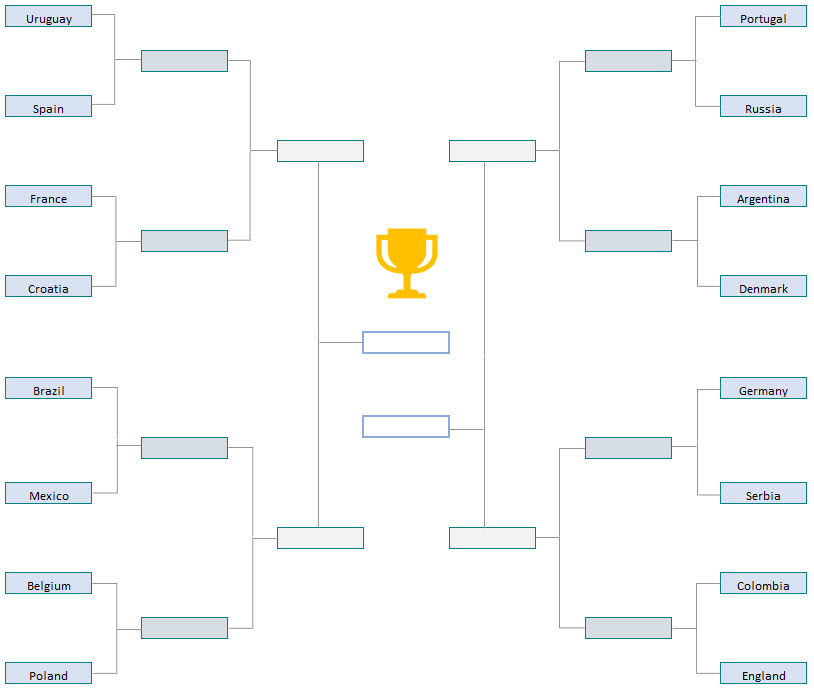 Uruguay
Portugal
Spain
Russia
France
Argentina
Croatia
Denmark
Brazil
Germany
Mexico
Serbia
Belgium
Colombia
Poland
England